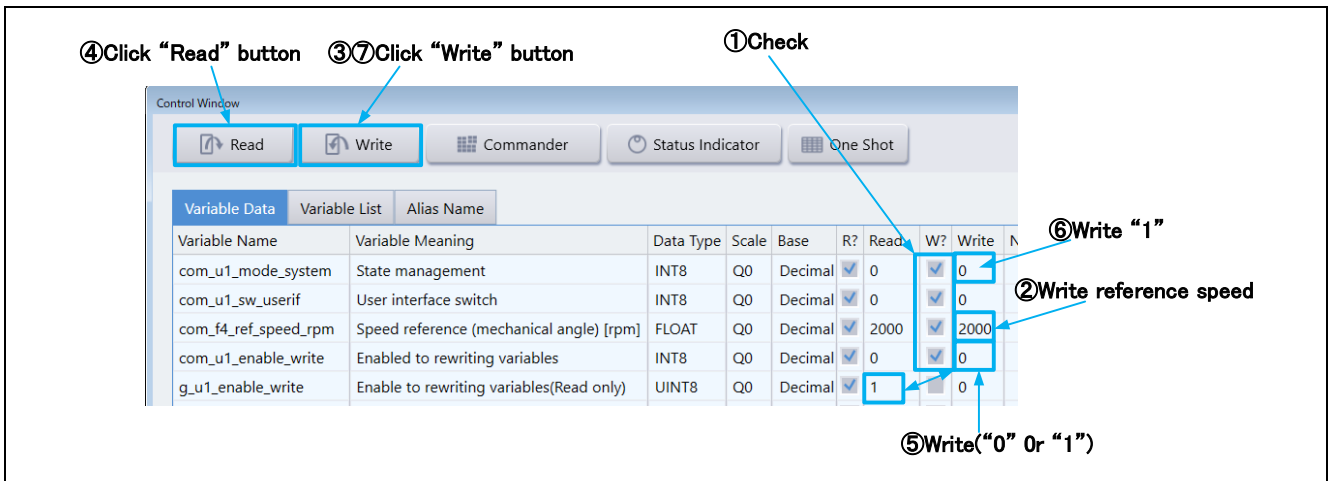 ④Click “Read” button ③⑦Click “Write” button ①Check
Control Window
Read Write Commander Status Indicator One Shot
Variable Data Variable List Alias Name
Variable Name Variable Meaning Data Type Scale Base R? Read W? Write N
com_u1_mode_system State management INT8 Q0 Decimal 0 0
com_u1_sw_userif User interface switch INT8 Q0 Decimal 0 0
com_f4_ref_speed_rpm Speed reference (mechanical angle) [rpm] FLOAT Q0 Decimal 2000 2000
com_u1_enable_write Enabled to rewriting variables INT8 Q0 Decimal 0 0
g_u1_enable_write Enable to rewriting variables(Read only) UINT8 Q0 Decimal 1 0
⑥Write “1”
②Write reference speed
⑤Write(“0” 0r “1”)